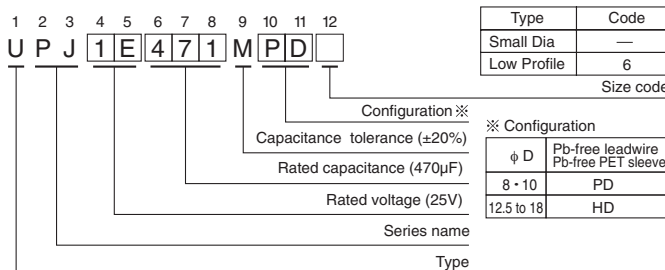 1 2 3 4 5 6 7 8 9 10 11 12
U P J 1 E 4 7 1 M P D
Type Code
Small Dia —
Low Profile 6
Size code
Configuration ※
Capacitance tolerance (±20%)
Rated capacitance (470µF)
Rated voltage (25V)
Series name
Type
※ Configuration
ϕ D Pb-free leadwire
Pb-free PET sleeve
8・10 PD
12.5 to 18 HD